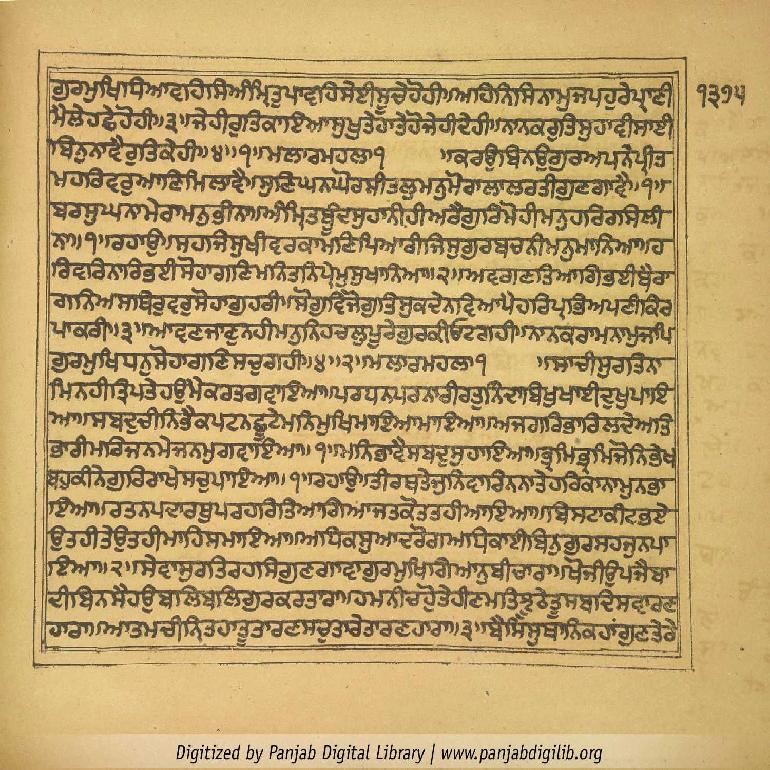 ੧੩੧੫
ਗੁਰਮੁਖਿਧਿਆਵਹਿਸਿਅੰਮ੍ਰਿਤੁਪਾਵਹਿਸੇਈਸੂਚੇਹੋਹੀ॥ਅਹਿਨਿਸਿਨਾਮੁਜਪਹੁਰੇਪ੍ਰਾਣੀ
ਮੈਲੇਹਛੇਹੋਹੀ॥੩॥ਜੇਹੀਰੁਤਿਕਾਇਆਸੁਖੁਤੇਹਾਤੇਹੋਜੇਹੀਦੇਹੀ॥ਨਾਨਕਰੁਤਿਸੁਹਾਵੀਸਾਈ
ਬਿਨੁਨਾਵੈਰੁਤਿਕੇਹੀ॥੪॥੧॥ਮਲਾਰਮਹਲਾ੧ ॥ਕਰਉਬਿਨਉਗੁਰਅਪਨੇਪ੍ਰੀਤ
ਮਹਰਿਵਰੁਆਣਿਮਿਲਾਵੈ॥ਸੁਣਿਘਨਘੋਰਸੀਤਲੁਮਨੁਮੋਰਾਲਾਲਰਤੀਗੁਣਗਾਵੈ॥੧॥
ਬਰਸੁਘਨਾਮੇਰਾਮਨੁਭੀਨਾ॥ਅੰਮ੍ਰਿਤਬੂੰਦਸੁਹਾਨੀਹੀਅਰੈਗੁਰਿਮੋਹੀਮਨੁਹਰਿਰਸਿਲੀ
ਨਾ॥੧॥ਰਹਾਉ॥ਸਹਜਿਸੁਖੀਵਰਕਾਮਣਿਪਿਆਰੀਜਿਸੁਗੁਰਬਚਨੀਮਨੁਮਾਨਿਆ॥ਹ
ਰਿਵਰਿਨਾਰਿਭਈਸੋਹਾਗਣਿਮਨਿਤਨਿਪ੍ਰੇਮੁਸੁਖਾਨਿਆ॥੨॥ਅਵਗਣਤਿਆਗਿਭਈਬੈਰਾ
ਗਨਿਅਸਥਿਰੁਵਰੁਸੋਹਾਗੁਹਰੀ॥ਸੋਗੁਵਿਜੋਗੁਤਿਸੁਕਦੇਨਵਿਆਪੈਹਰਿਪ੍ਰਭਿਅਪਣੀਕਿਰ
ਪਾਕਰੀ॥੩॥ਆਵਣਜਾਣੁਨਹੀਮਨੁਨਿਹਚਲੁਪੂਰੇਗੁਰਕੀਓਟਗਹੀ॥ਨਾਨਕਰਾਮਨਾਮੁਜਪਿ
ਗੁਰਮੁਖਿਧਨੁਸੋਹਾਗਣਿਸਚੁਗਹੀ॥੪॥੨॥ਮਲਾਰਮਹਲਾ੧ ॥ਸਾਚੀਸੁਰਤਿਨਾ
ਮਿਨਹੀਤ੍ਰਿਪਤੇਹਉਮੈਕਰਤਗਵਾਇਆ॥ਪਰਧਨਪਰਨਾਰੀਰਤੁਨਿੰਦਾਬਿਖੁਖਾਈਦੁਖੁਪਾਇ
ਆ॥ਸਬਦੁਚੀਨਿਭੈਕਪਟਨਛੂਟੇਮਨਿਮੁਖਿਮਾਇਆਮਾਇਆ॥ਅਜਗਰਿਭਾਰਿਲਦੇਅਤਿ
ਭਾਰੀਮਰਿਜਨਮੇਜਨਮੁਗਵਾਇਆ॥੧॥ਮਨਿਭਾਵੈਸਬਦੁਸੁਹਾਇਆ॥ਭ੍ਰਮਿਭ੍ਰਮਿਜੋਨਿਭੇਖ
ਬਹੁਕੀਨੇਗੁਰਿਰਾਖੇਸਚੁਪਾਇਆ॥੧॥ਰਹਾਉ॥ਤੀਰਥਤੇਜੁਨਿਵਾਰਿਨਨਾਤੇਹਰਿਕਾਨਾਮੁਨਭਾ
ਇਆ॥ਰਤਨਪਦਾਰਥੁਪਰਹਰਿਤਿਆਗਿਆਜਤਕੋਤਤਹੀਆਇਆ॥ਬਿਸਟਾਕੀਟਭਏ
ਉਤਹੀਤੇਉਤਹੀਮਾਹਿਸਮਾਇਆ॥ਅਧਿਕਸੁਆਦਰੋਗਅਧਿਕਾਈਬਿਨੁਗੁਰਸਹਜੁਨਪਾ
ਇਆ॥੨॥ਸੇਵਾਸੁਰਤਿਰਹਸਿਗੁਣਗਾਵਾਗੁਰਮੁਖਿਗਿਆਨੁਬੀਚਾਰਾ॥ਖੋਜੀਉਪਜੈਬਾ
ਦੀਬਿਨਸੈਹਉਬਲਿਬਲਿਗੁਰਕਰਤਾਰਾ॥ਹਮਨੀਚਹੋੁਤੇਹੀਣਮਤਿਝੂਠੇਤੂਸਬਦਿਸਵਾਰਣ
ਹਾਰਾ॥ਆਤਮਚੀਨਿਤਹਾਤੂਤਾਰਣਸਚੁਤਾਰੇਤਾਰਣਹਾਰਾ॥੩॥ਬੈਸਿਸੁਥਾਨਿਕਹਾਂਗੁਣਤੇਰੇ
Digitized by Panjab Digital Library | www.panjabdigilib.org